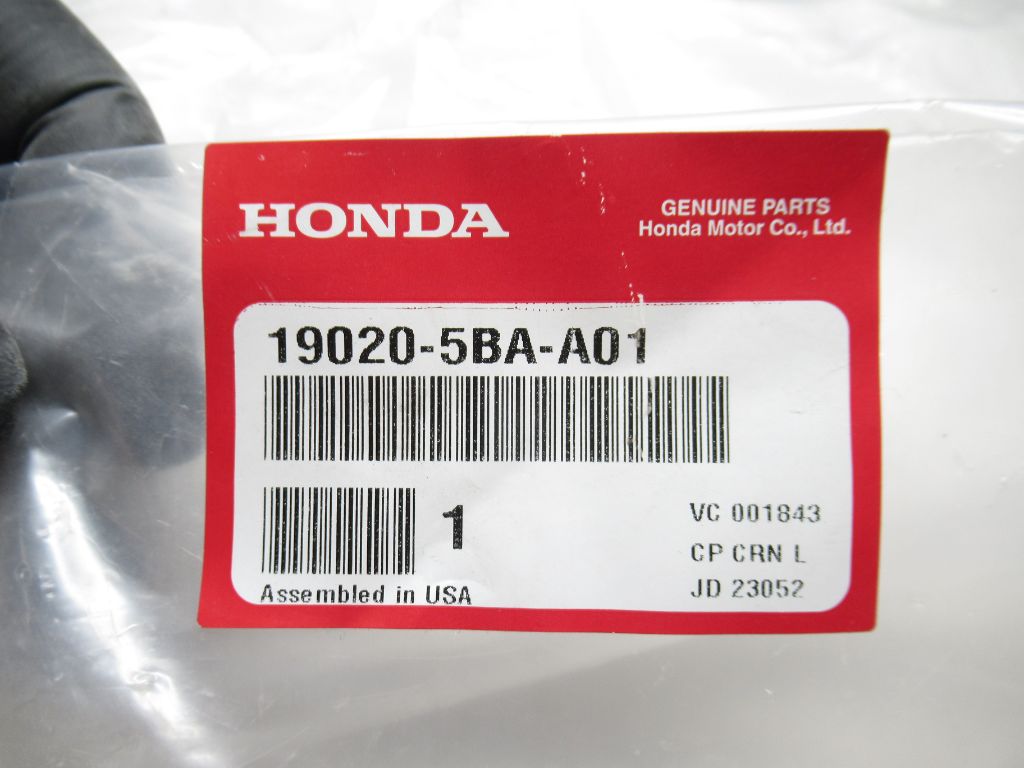 HONDA
GENUINE PARTS
Honda Motor Co., Ltd.
19020-5BA-A01
1
VC 001843
CP CRN L
JD 23052
Assembled in USA